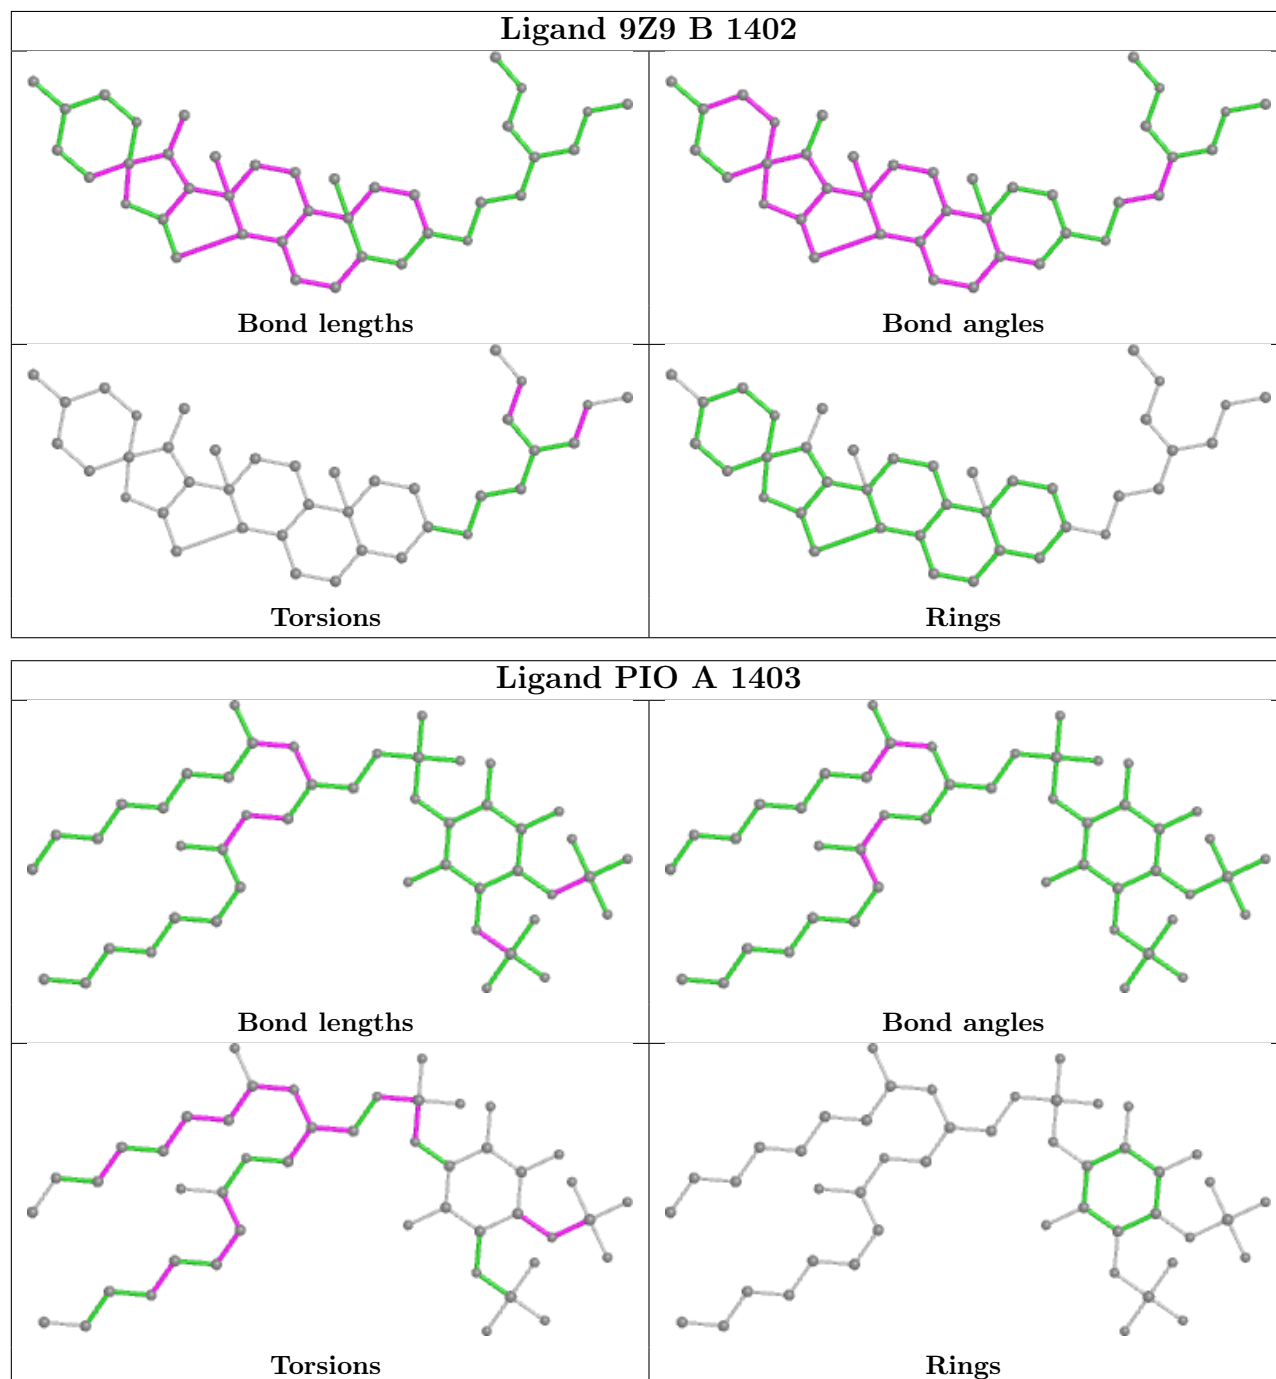 Ligand 9Z9 B 1402
Bond lengths
Bond angles
Torsions
Rings
Ligand PIO A 1403
Bond lengths
Bond angles
Torsions
Rings